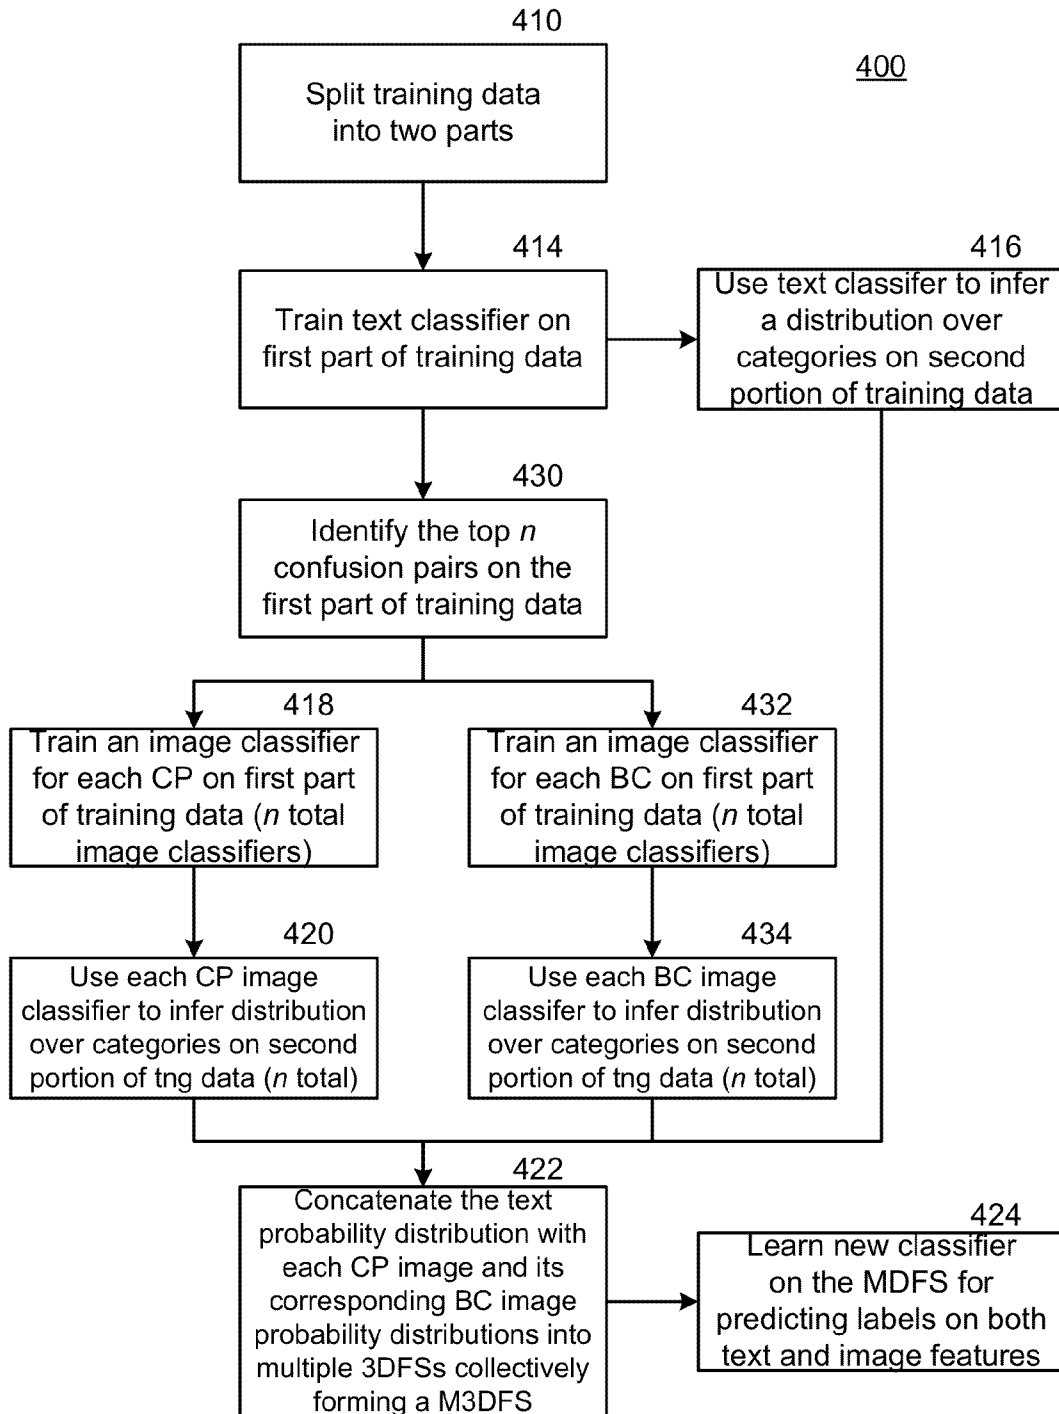 410
400
Split training data
into two parts
414
Train text classifier on
first part of training data
416
Use text classifer to infer
a distribution over
categories on second
portion of training data
430
Identify the top n
confusion pairs on the
first part of training data
418
Train an image classifier
for each CP on first part
of training data (n total
image classifiers)
432
Train an image classifier
for each BC on first part
of training data (n total
image classifiers)
420
Use each CP image
classifier to infer distribution
over categories on second
portion of tng data (n total)
434
Use each BC image
classifer to infer distribution
over categories on second
portion of tng data (n total)
422
Concatenate the text
probability distribution with
each CP image and its
corresponding BC image
probability distributions into
multiple 3DFSs collectively
forming a M3DFS
424
Learn new classifier
on the MDFS for
predicting labels on both
text and image features